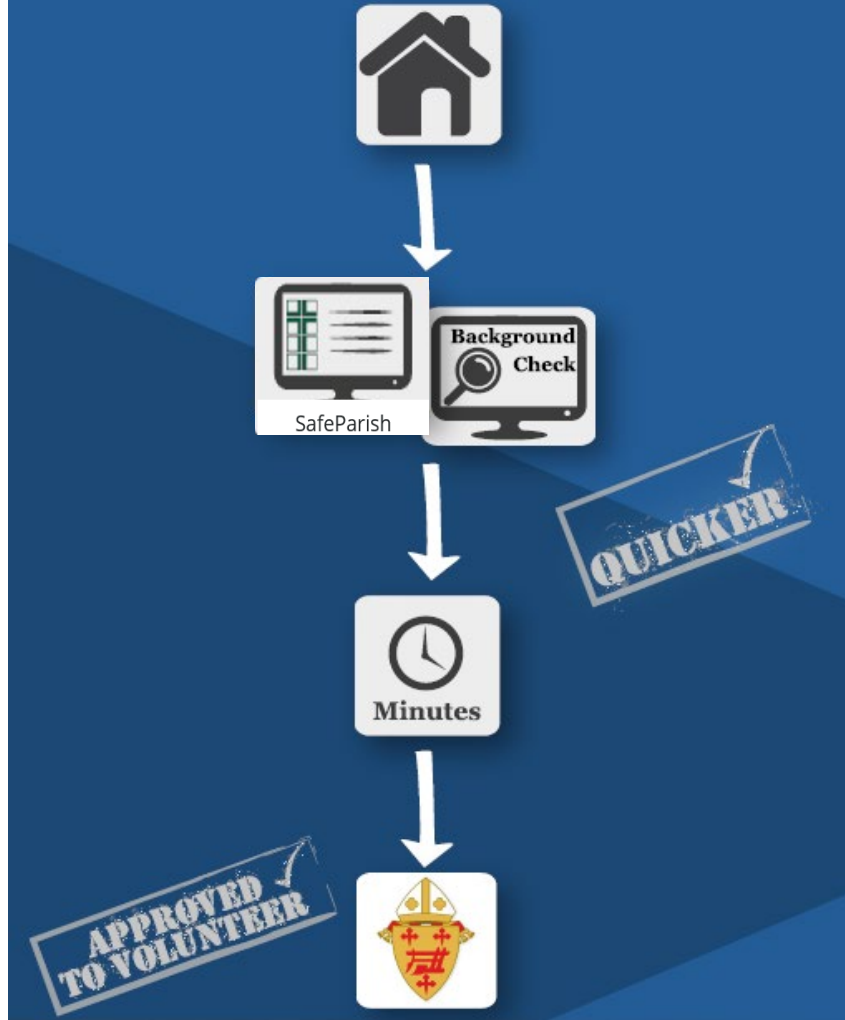 Background
Check
SafeParish
QUICKER
Minutes
APPROVED
TO VOLUNTEER